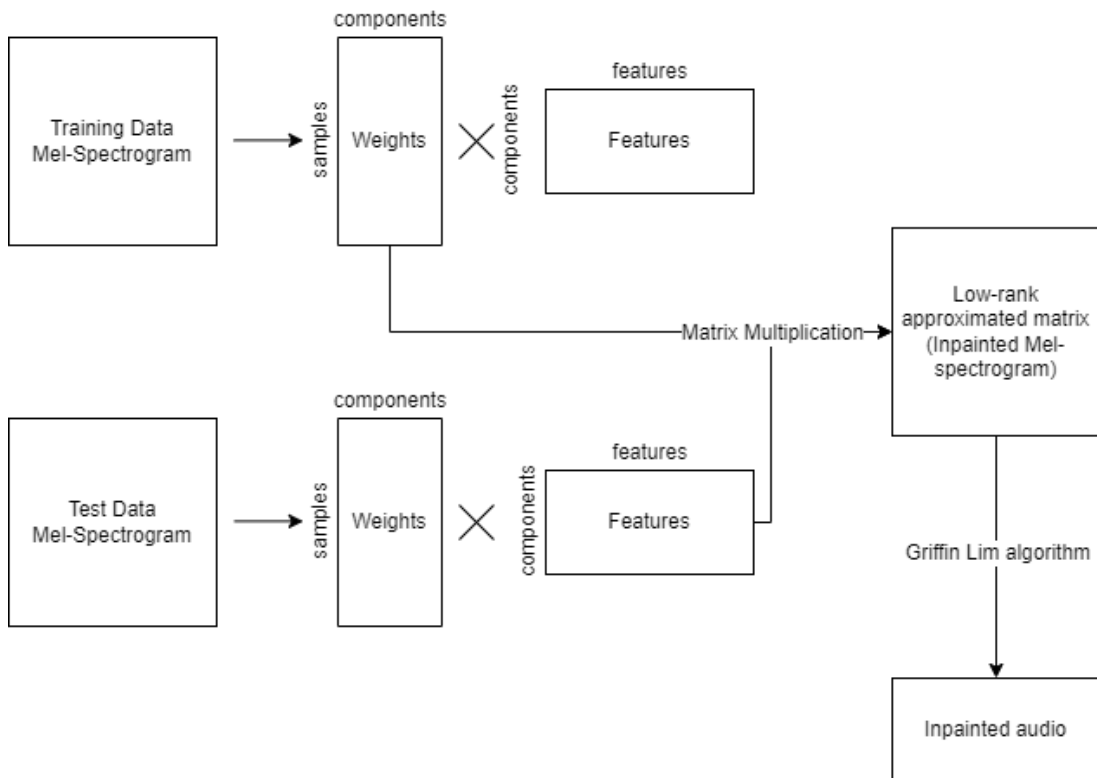 components
features
Training Data
Mel-Spectrogram
samples
Weights
components
Features
Low-rank
approximated matrix
(Inpainted Mel-
spectrogram)
Matrix Multiplication
components
features
Test Data
Mel-Spectrogram
samples
Weights
components
Features
Griffin Lim algorithm
Inpainted audio